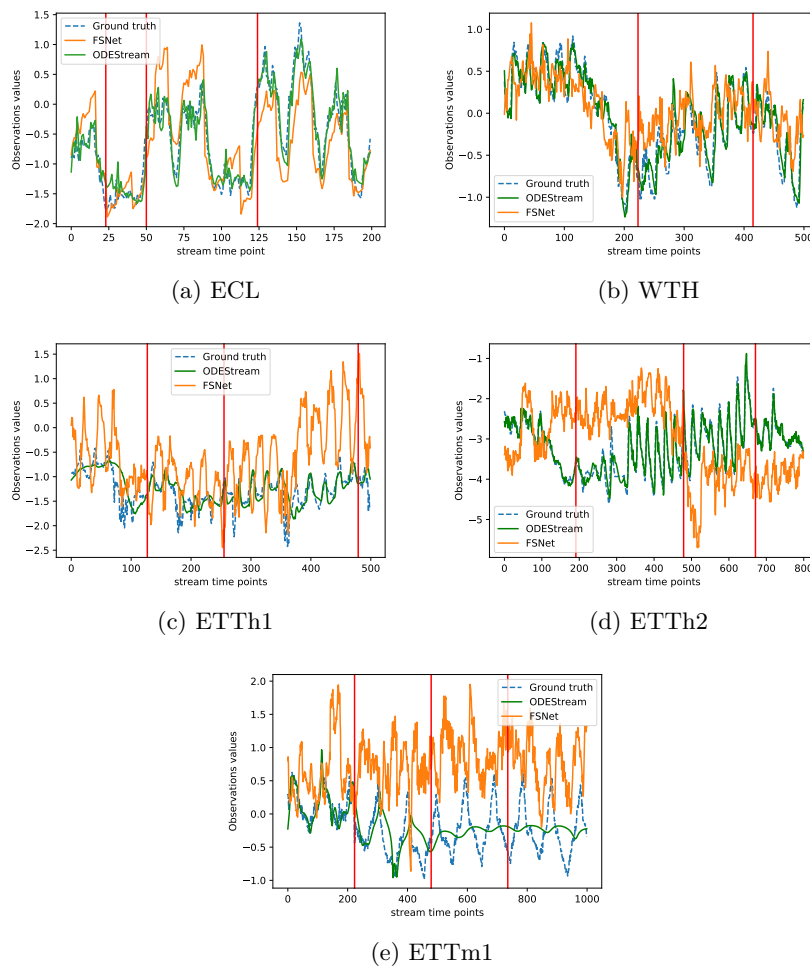 1.5
1.0
0.5
0.0
−0.5
−1.0
−1.5
−2.0
Observations values
Ground truth
FSNet
ODEStream
0 25 50 75 100 125 150 175 200
stream time point
(a) ECL
1.0
0.5
0.0
−0.5
−1.0
Observations values
Ground truth
ODEStream
FSNet
0 100 200 300 400 500
stream time points
(b) WTH
1.5
1.0
0.5
0.0
−0.5
−1.0
−1.5
−2.0
−2.5
Observations values
Ground truth
ODEStream
FSNet
0 100 200 300 400 500
stream time points
(c) ETTh1
−1
−2
−3
−4
−5
Observations values
Ground truth
ODEStream
FSNet
0 100 200 300 400 500 600 700 800
stream time points
(d) ETTh2
2.0
1.5
1.0
0.5
0.0
−0.5
−1.0
Observations values
Ground truth
ODEStream
FSNet
0 200 400 600 800 1000
stream time points
(e) ETTm1